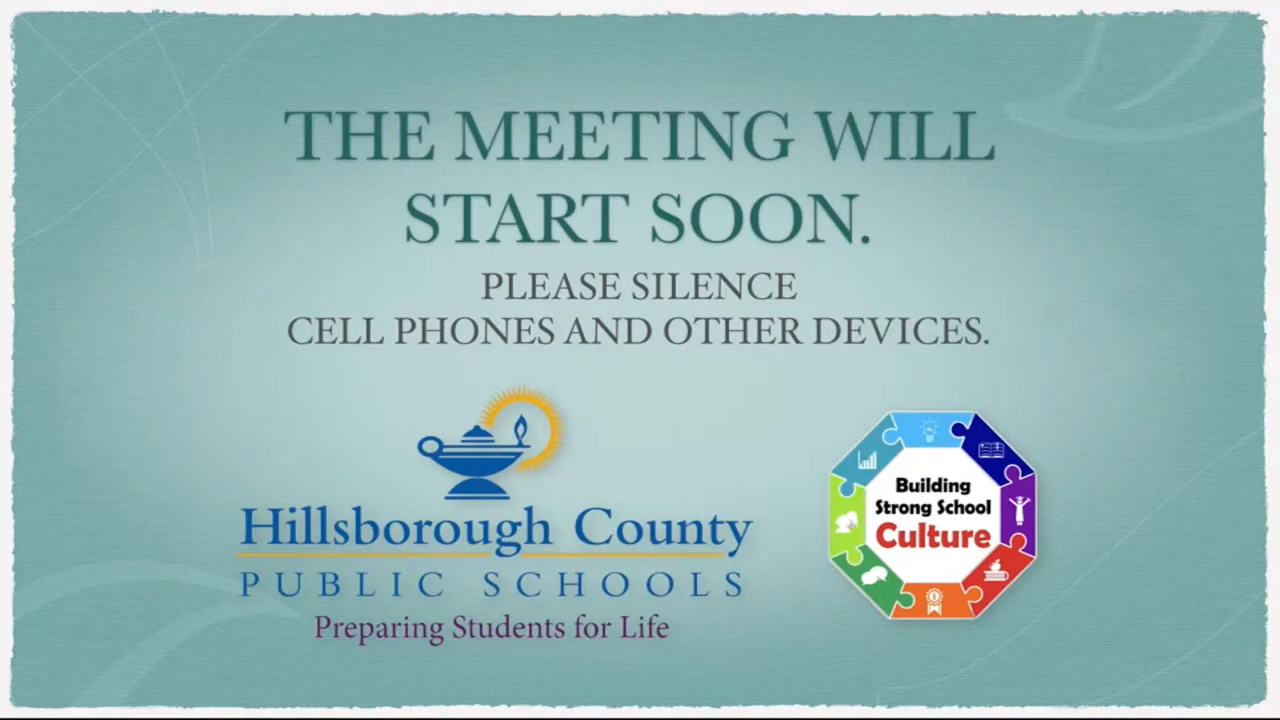 THE MEETING WILL
START SOON.
PLEASE SILENCE
CELL PHONES AND OTHER DEVICES.
Hillsborough County
PUBLIC SCHOOLS
Preparing Students for Life
Building
Strong School
Culture